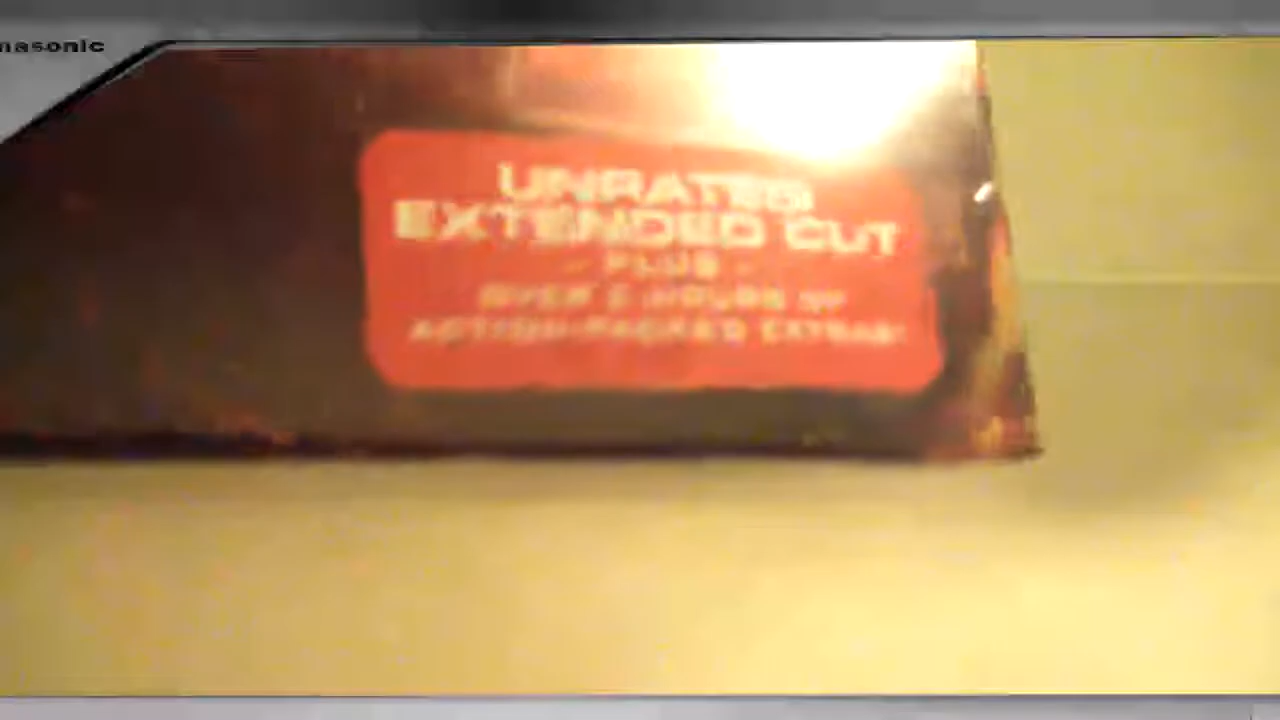 nasonic
UNRATED
EXTENDED CUT
- PLUS -
OVER 2 HOURS OF
ACTION-PACKED EXTRAS!